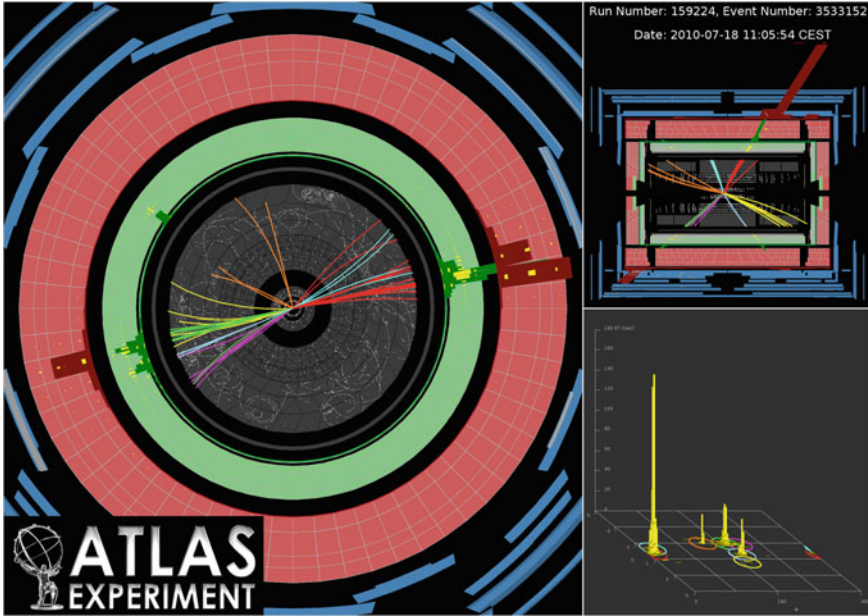 Run Number: 159224, Event Number: 3533152
Date: 2010-07-18 11:05:54 CEST
ATLAS
EXPERIMENT